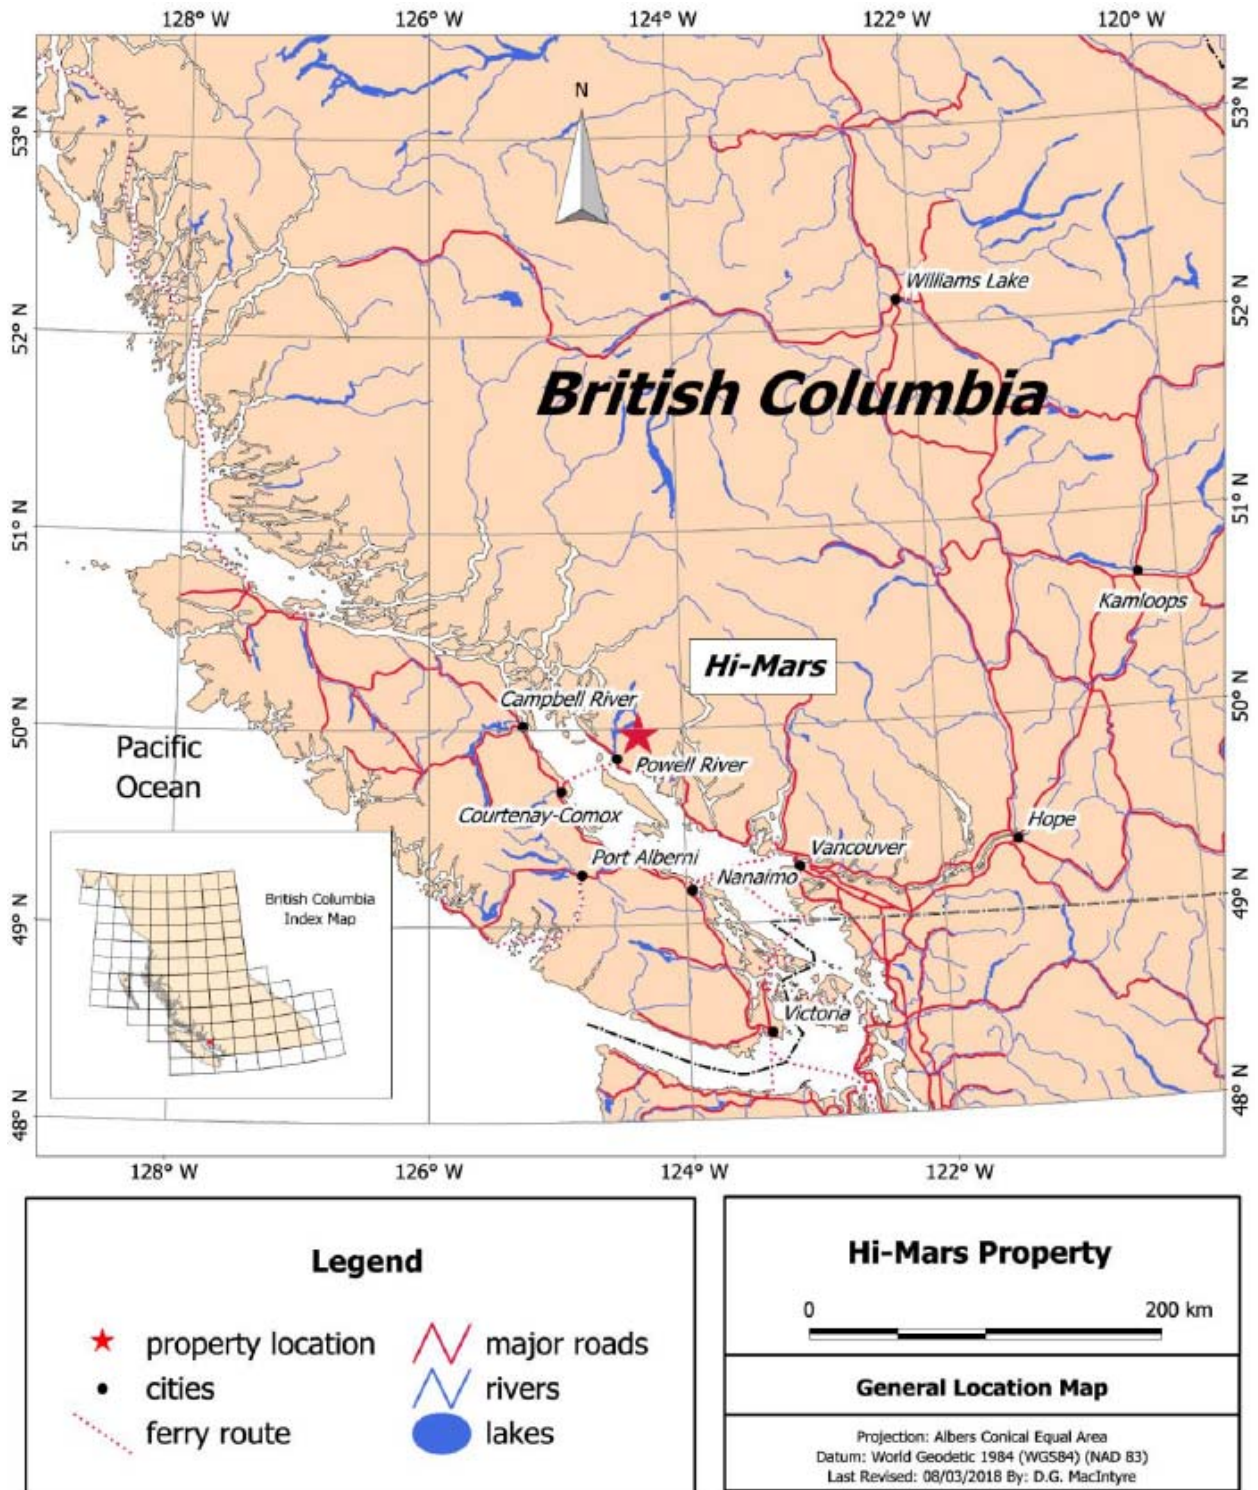 128° W
126° W
124° W
122° W
120° W
53° N
53° N
N
52° N
52° N
Williams Lake
British Columbia
51° N
51° N
Kamloops
Hi-Mars
50° N
50° N
Campbell River
Pacific
Ocean
Powell River
Courtenay-Comox
Hope
Vancouver
Port Alberni
Nanaimo
49° N
49° N
British Columbia
Index Map
Victoria
48° N
48° N
128° W
126° W
124° W
122° W
Legend
property location
cities
ferry route
major roads
rivers
lakes
Hi-Mars Property
0
200 km
General Location Map
Projection: Albers Conical Equal Area
Datum: World Geodetic 1984 (WGS84) (NAD 83)
Last Revised: 08/03/2018 By: D.G. MacIntyre